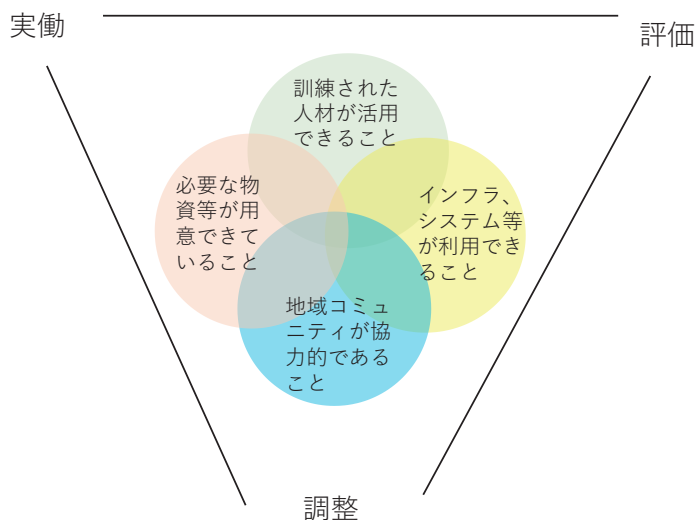 実働
評価
訓練された
人材が活用
できること
必要な物
資等が用
意できて
いること
インフラ、
システム等
が利用でき
ること
地域コミュ
ニティが協
力的である
こと
調整